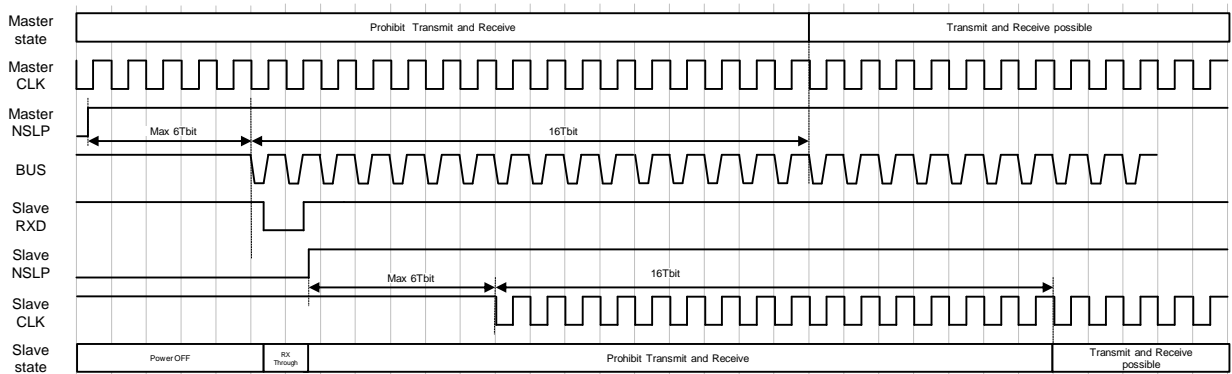 Master
state
Prohibit Transmit and Receive
Transmit and Receive possible
Master
CLK
Master
NSLP
Max 6Tbit
16Tbit
BUS
Slave
RXD
Slave
NSLP
Max 6Tbit
16Tbit
Slave
CLK
Slave
state
Power OFF
RX
Through
Prohibit Transmit and Receive
Transmit and Receive
possible